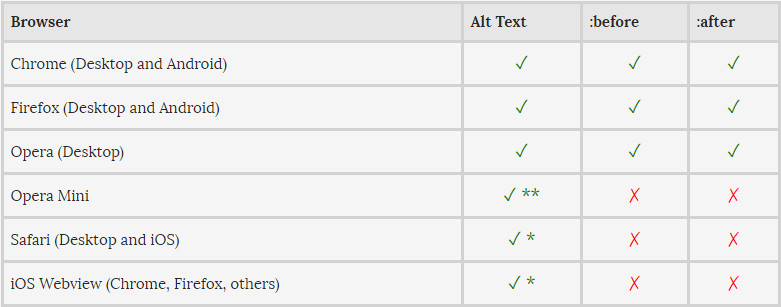 Browser Alt Text :before :after
Chrome (Desktop and Android) ✓ ✓ ✓
Firefox (Desktop and Android) ✓ ✓ ✓
Opera (Desktop) ✓ ✓ ✓
Opera Mini ✓ ** ✗ ✗
Safari (Desktop and iOS) ✓ * ✗ ✗
iOS Webview (Chrome, Firefox, others) ✓ * ✗ ✗